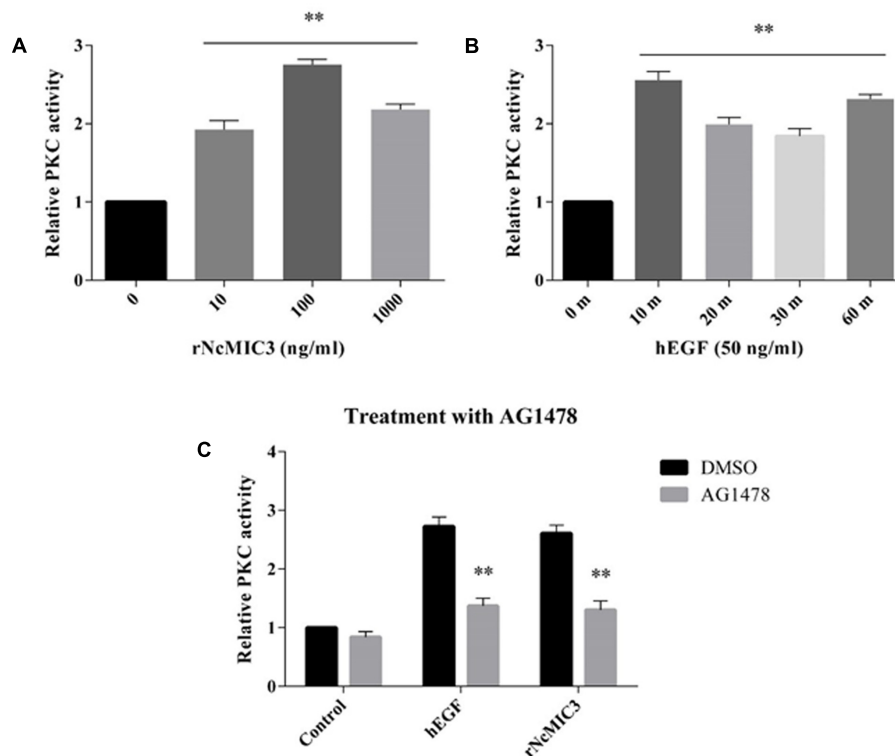 A
**
Relative PKC activity
3
2
1
0
0
10
100
1000
rNcMIC3 (ng/ml)
B
**
Relative PKC activity
3
2
1
0
0 m
10 m
20 m
30 m
60 m
hEGF (50 ng/ml)
Treatment with AG1478
C
Relative PKC activity
4
3
2
1
0
**
**
Control
hEGF
rNcMIC3
DMSO
AG1478